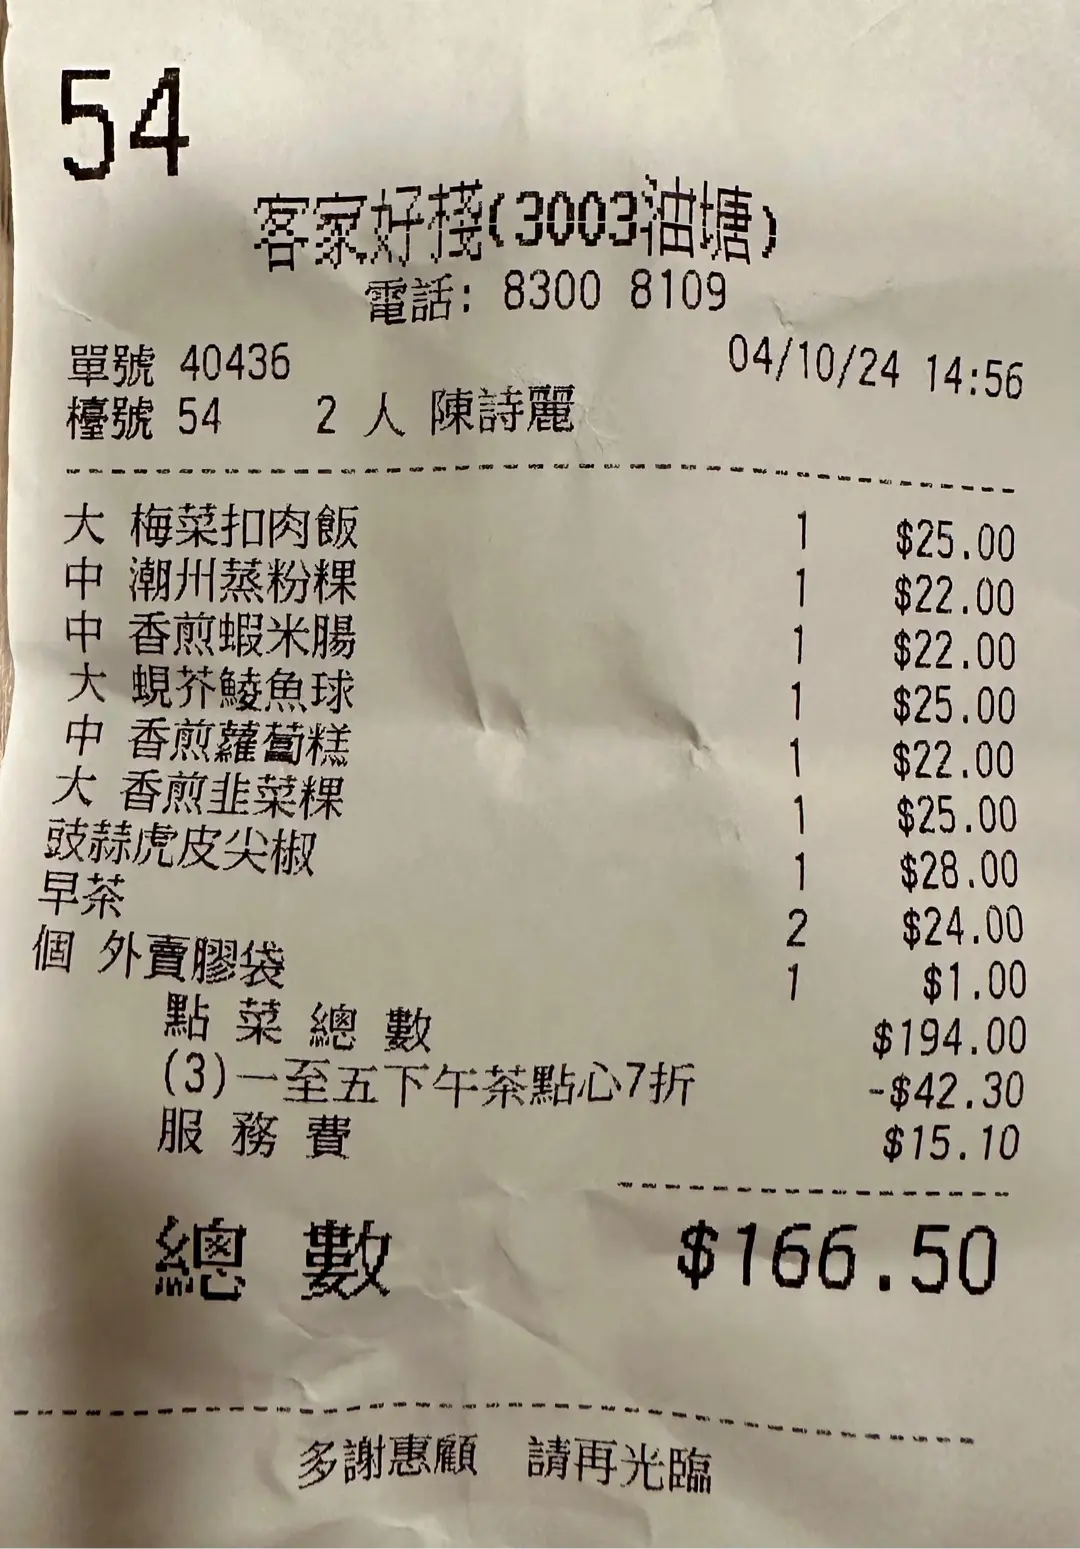 54
客家好棧(3003油塘)
電話: 8300 8109
單號 40436 04/10/24 14:56
檯號 54 2 人 陳詩麗
大 梅菜扣肉飯 1 $25.00
中 潮州蒸粉粿 1 $22.00
中 香煎蝦米腸 1 $22.00
大 蜆芥鯪魚球 1 $25.00
中 香煎蘿蔔糕 1 $22.00
大 香煎韭菜粿 1 $25.00
豉蒜虎皮尖椒 1 $28.00
早茶 2 $24.00
個 外賣膠袋 1 $1.00
點 菜 總 數 $194.00
(3)一至五下午茶點心7折 -$42.30
服 務 費 $15.10
總 數 $166.50
多謝惠顧 請再光臨